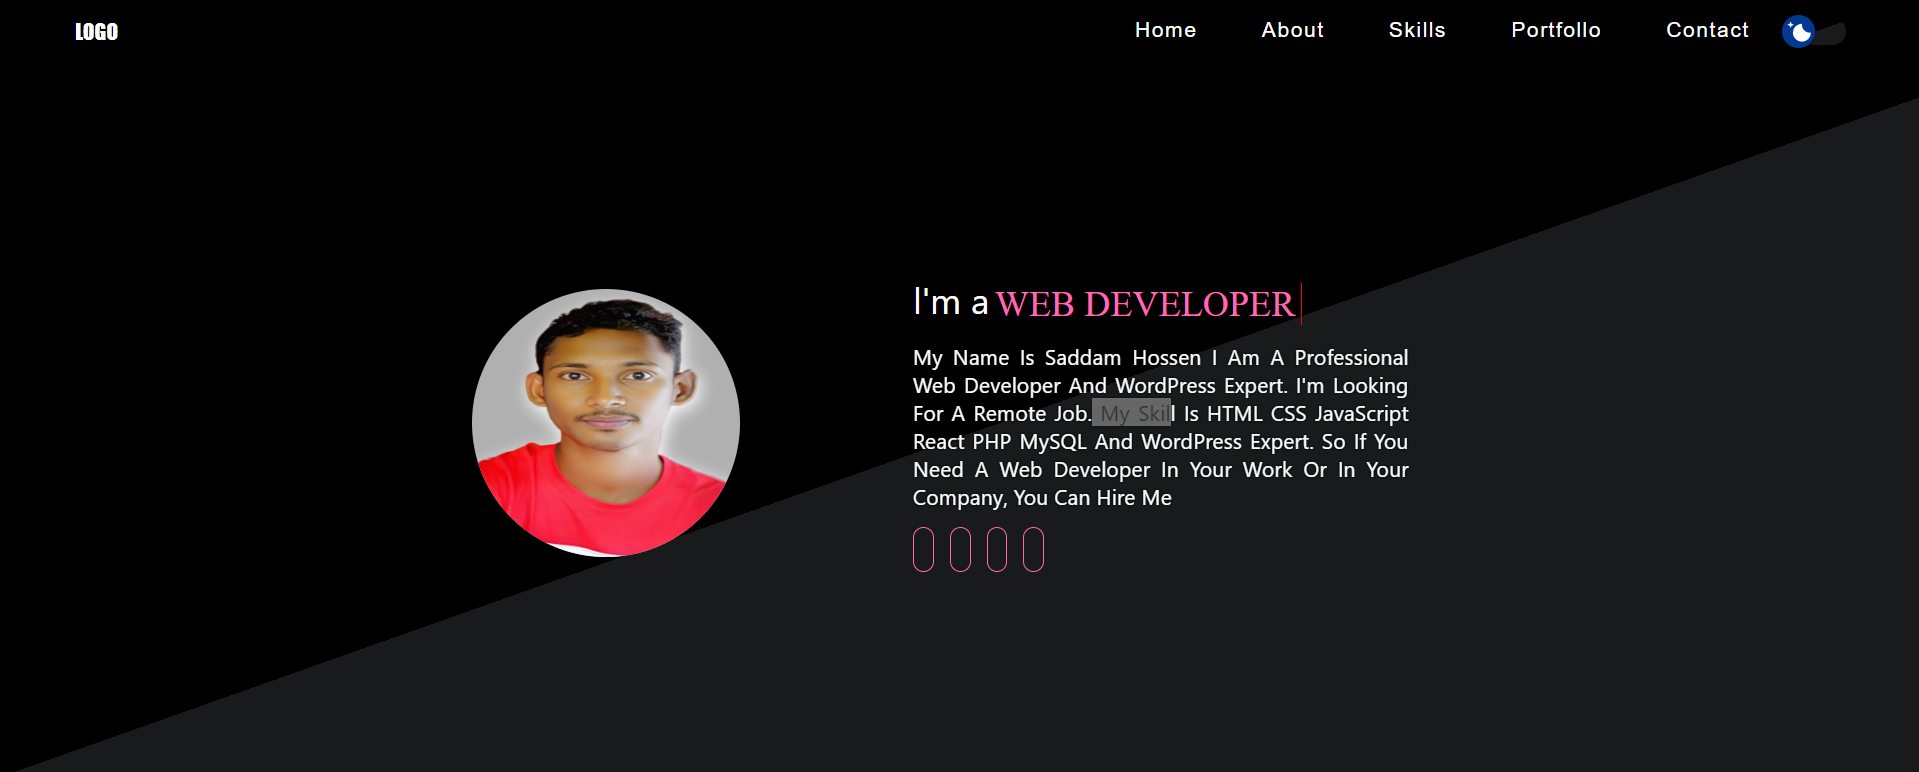 LOGO
Home About Skills Portfolio Contact
I'm a WEB DEVELOPER
My Name Is Saddam Hossen I Am A Professional
Web Developer And WordPress Expert. I'm Looking
For A Remote Job. My Skill Is HTML CSS JavaScript
React PHP MySQL And WordPress Expert. So If You
Need A Web Developer In Your Work Or In Your
Company, You Can Hire Me